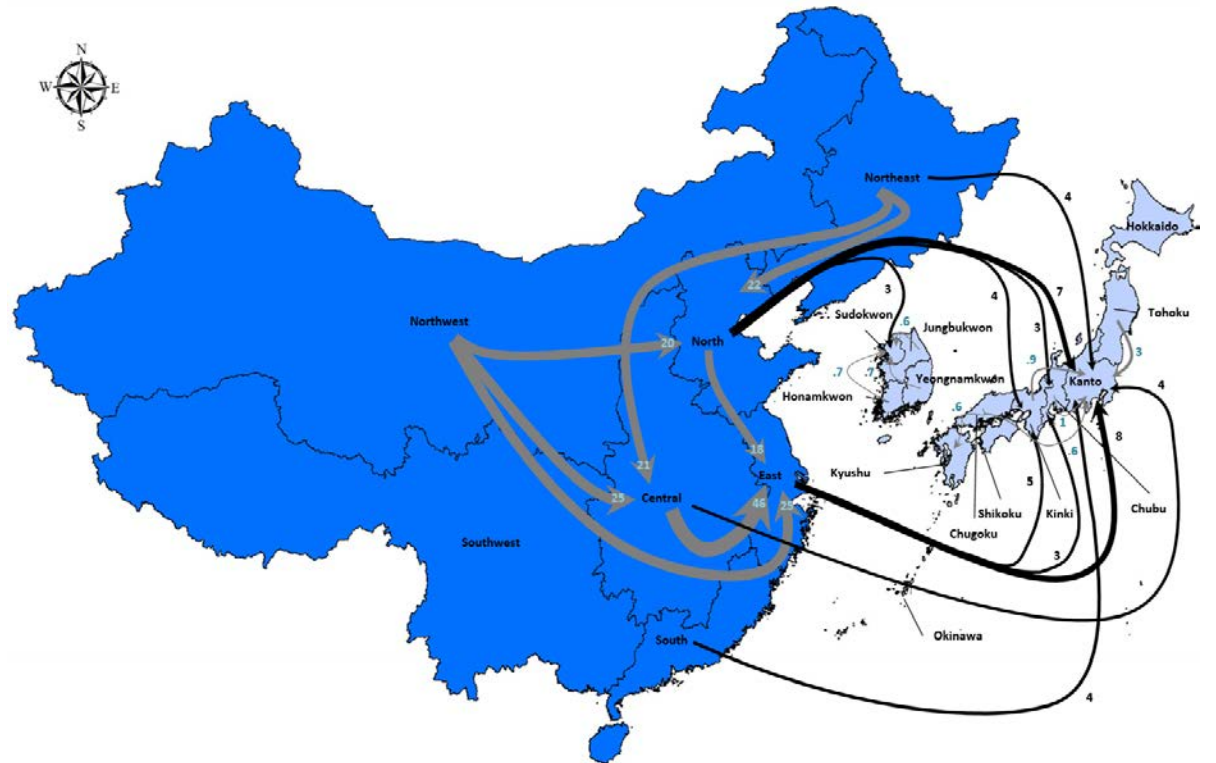 N
W E
S
Northeast
4
Hokkaido
22
3
4
7
Sudokwon
.6
Jungbukwon
Tohoku
Northwest
20
North
3
3
.9
.7
.7
Yeongnamkwon
Kanto
4
Honamkwon
.6
1
.6
8
18
21
East
Kyushu
25
Central
46
29
5
Shikoku
Kinki
Chubu
Chugoku
Southwest
3
Okinawa
South
4